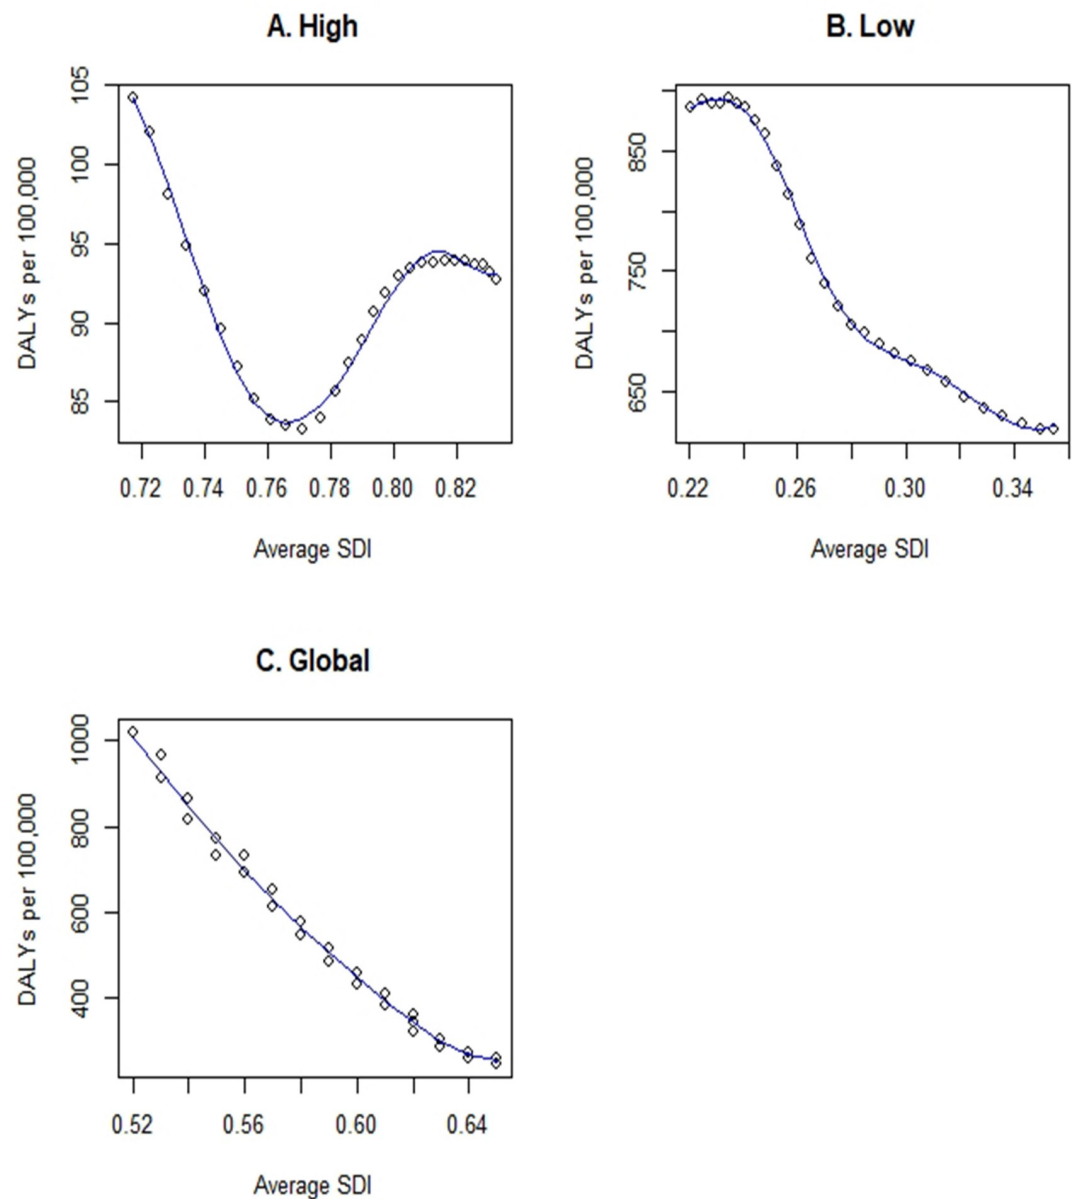 A. High
DALYs per 100,000
105
100
95
90
85
0.72 0.74 0.76 0.78 0.80 0.82
Average SDI
B. Low
DALYs per 100,000
850
750
650
0.22 0.26 0.30 0.34
Average SDI
C. Global
DALYs per 100,000
1000
800
600
400
0.52 0.56 0.60 0.64
Average SDI